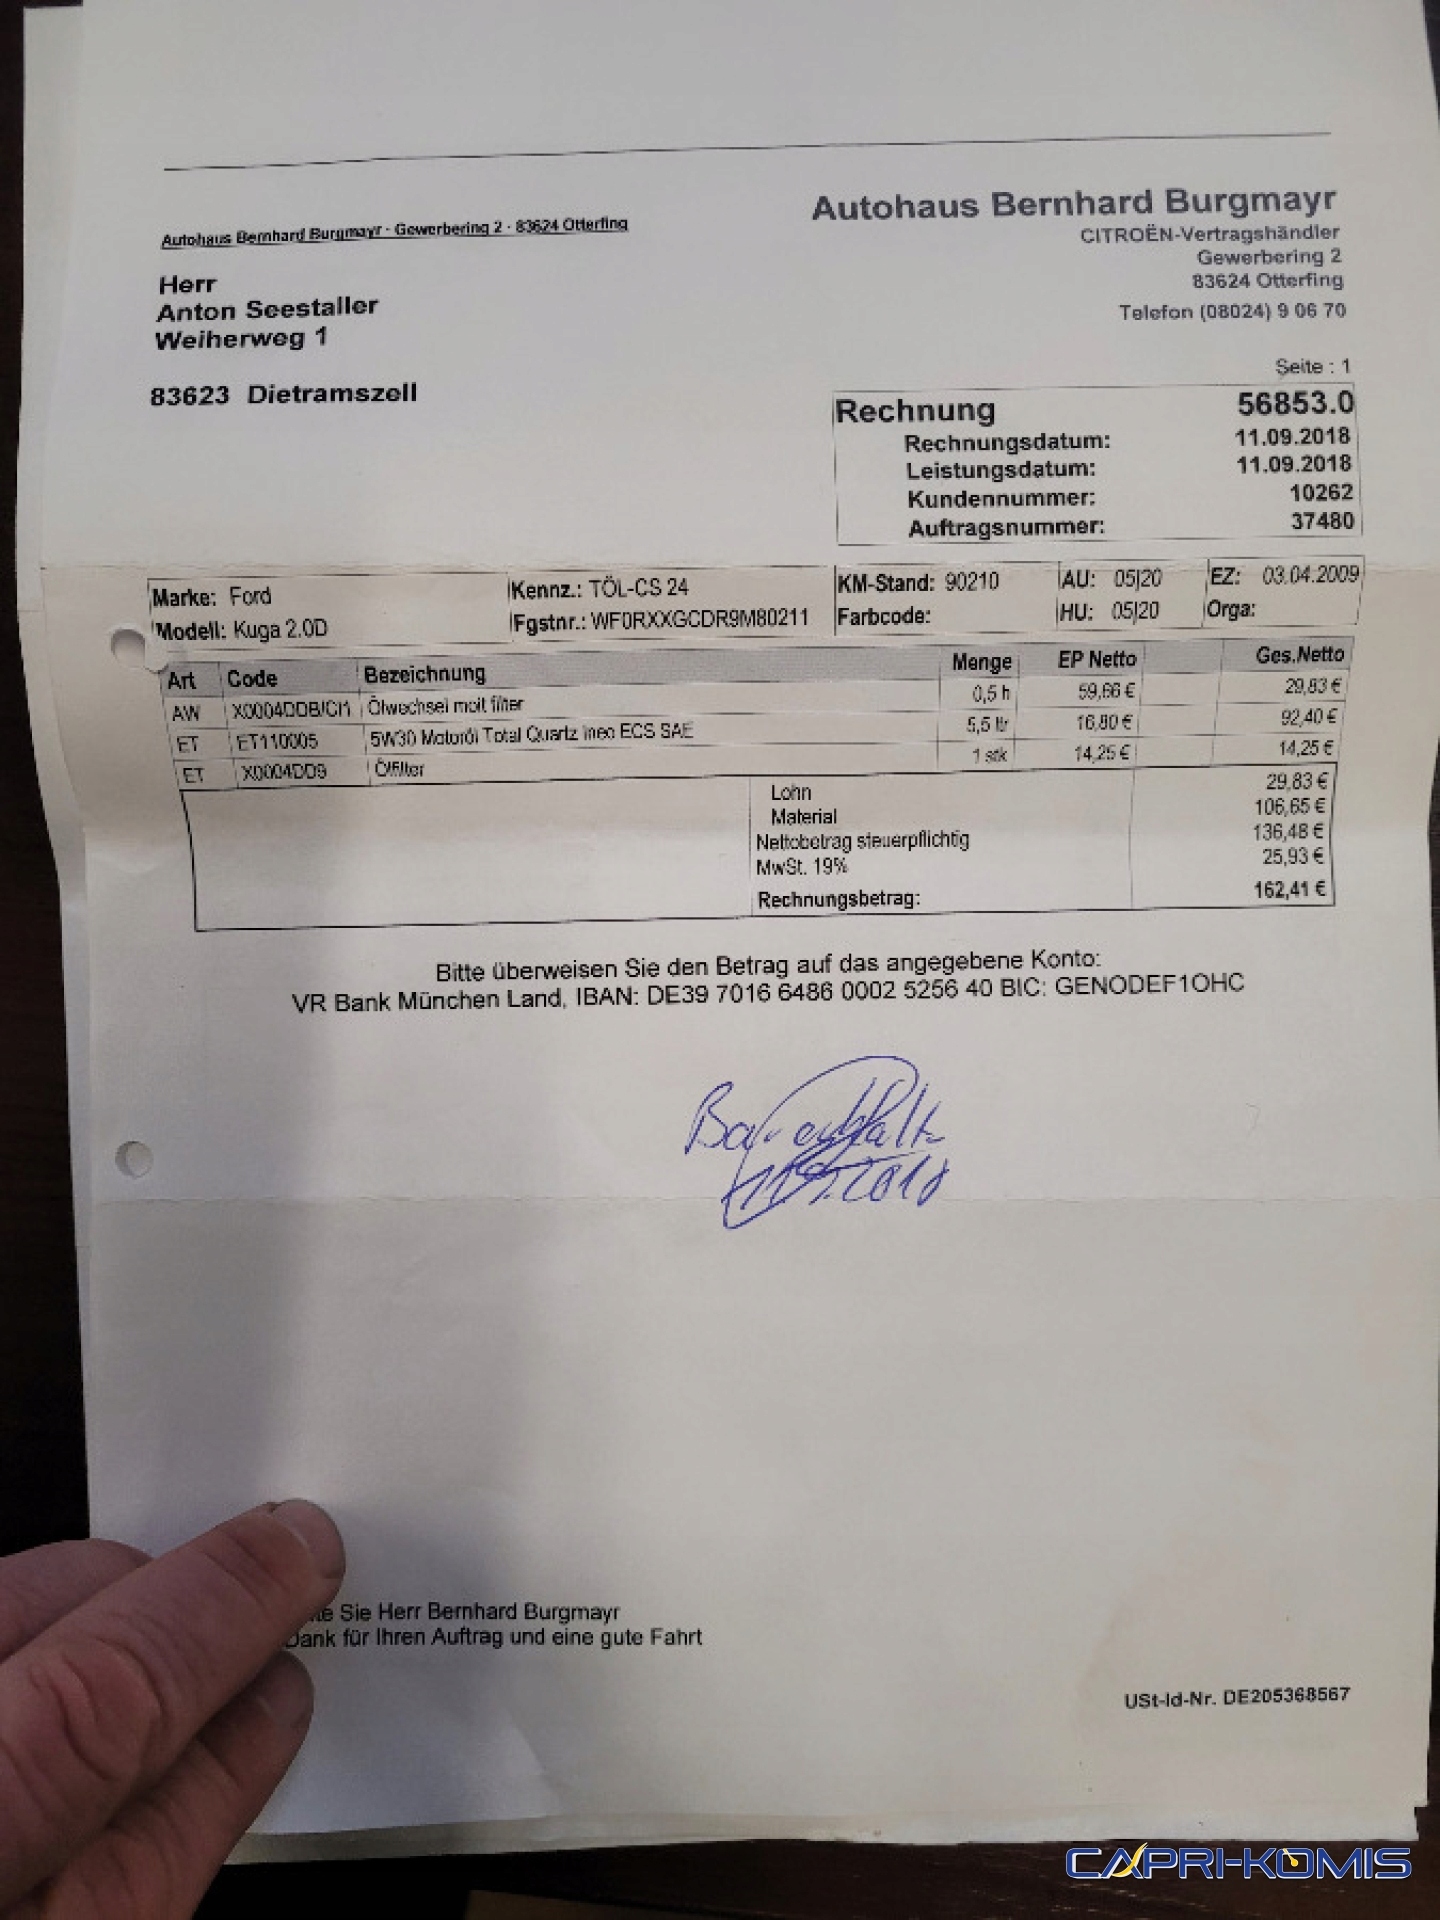 Autohaus Bernhard Burgmayr
CITROËN-Vertragshändler
Gewerbering 2
83624 Otterfing
Telefon (08024) 9 06 70
Autohaus Bernhard Burgmayr - Gewerbering 2 - 83624 Otterfing
Herr
Anton Seestaller
Weiherweg 1
83623 Dietramszell
Seite : 1
Rechnung 56853.0
Rechnungsdatum: 11.09.2018
Leistungsdatum: 11.09.2018
Kundennummer: 10262
Auftragsnummer: 37480
Marke: Ford Kennz.: TÖL-CS 24 KM-Stand: 90210 AU: 05|20 EZ: 03.04.2009
Modell: Kuga 2.0D Fgstnr.: WF0RXXGCDR9M80211 Farbcode: HU: 05|20 Orga:
Art Code Bezeichnung Menge EP Netto Ges.Netto
AW X0004DDB/CI1 Ölwechsel moit filter 0,5 h 59,66 € 29,83 €
ET ET110005 5W30 Motoröl Total Quartz ineo ECS SAE 5,5 ltr 16,80 € 92,40 €
ET X0004DD9 Ölfilter 1 stk 14,25 € 14,25 €
Lohn 29,83 €
Material 106,65 €
Nettobetrag steuerpflichtig 136,48 €
MwSt. 19% 25,93 €
Rechnungsbetrag: 162,41 €
Bitte überweisen Sie den Betrag auf das angegebene Konto:
VR Bank München Land, IBAN: DE39 7016 6486 0002 5256 40 BIC: GENODEF1OHC
11.9.2018
te Sie Herr Bernhard Burgmayr
Dank für Ihren Auftrag und eine gute Fahrt
USt-Id-Nr. DE205368567
CAPRI-KOMIS